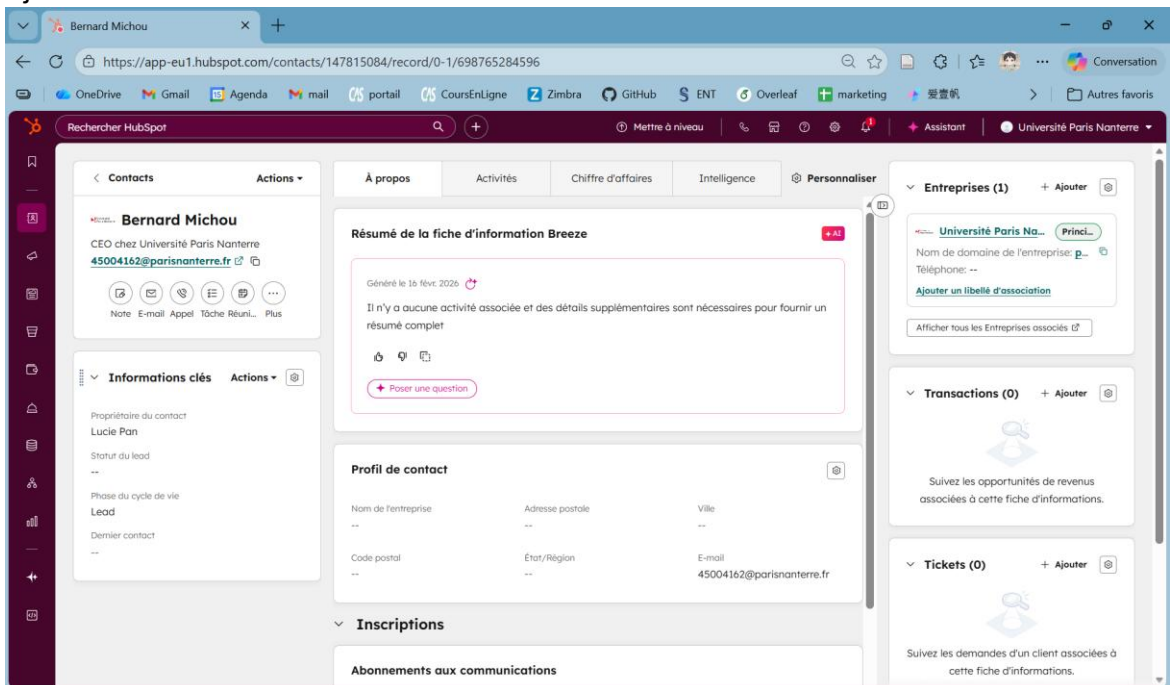 Bernard Michou
https://app-eu1.hubspot.com/contacts/147815084/record/0-1/698765284596
Conversation
OneDrive
Gmail
Agenda
mail
portail
CoursEnLigne
Zimbra
GitHub
ENT
Overleaf
marketing
Autres favoris
Rechercher HubSpot
Mettre à niveau
1
Assistant
Université Paris Nanterre
Contacts
Actions
Bernard Michou
CEO chez Université Paris Nanterre
45004162@parisnanterre.fr
Note E-mail Appel Tâche Réuni... Plus
Informations clés
Actions
Propriétaire du contact
Lucie Pan
Statut du lead
--
Phase du cycle de vie
Lead
Dernier contact
--
À propos
Activités
Chiffre d'affaires
Intelligence
Personnaliser
Résumé de la fiche d'information Breeze
AI
Généré le 16 févr. 2026
Il n'y a aucune activité associée et des détails supplémentaires sont nécessaires pour fournir un
résumé complet
Poser une question
Profil de contact
Nom de l'entreprise
--
Adresse postale
--
Ville
--
Code postal
--
État/Région
--
E-mail
45004162@parisnanterre.fr
Inscriptions
Abonnements aux communications
Entreprises (1)
+ Ajouter
Université Paris Na...
Princi...
Nom de domaine de l'entreprise: p...
Téléphone: --
Ajouter un libellé d'association
Afficher tous les Entreprises associés
Transactions (0)
+ Ajouter
Suivez les opportunités de revenus
associées à cette fiche d'informations.
Tickets (0)
+ Ajouter
Suivez les demandes d'un client associées à
cette fiche d'informations.